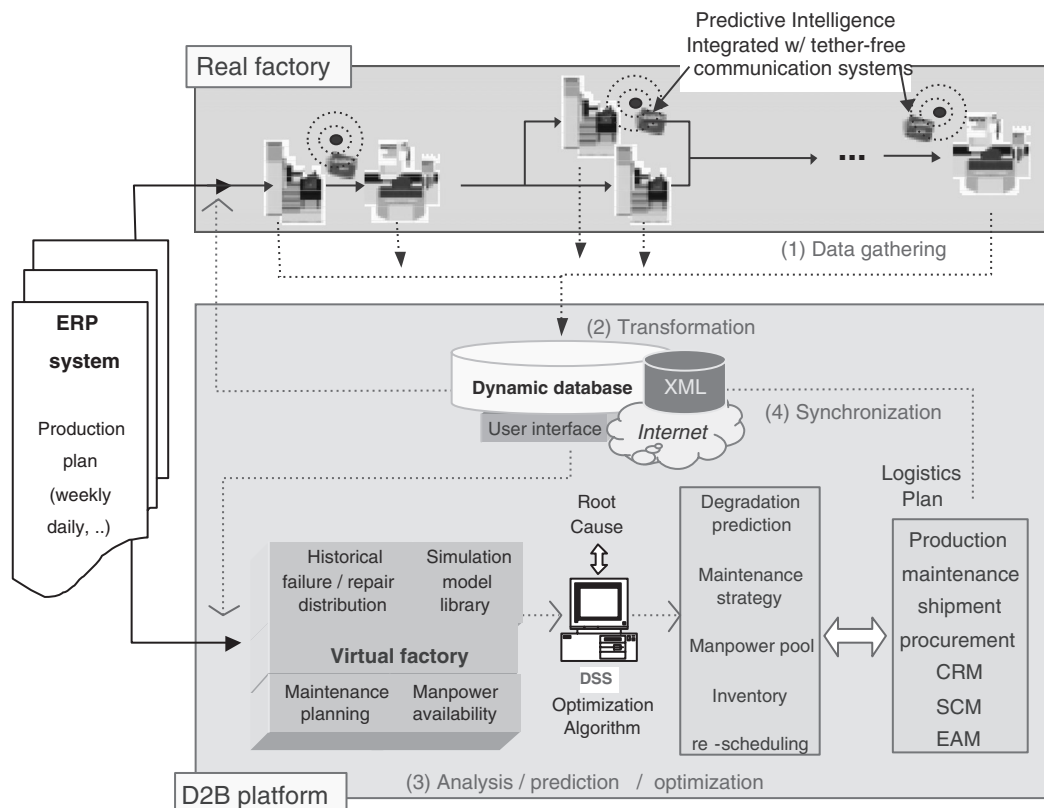 Predictive Intelligence
Integrated w/ tether-free
communication systems
Real factory
...
(1) Data gathering
ERP
system
Production
plan
(weekly
daily, ..)
(2) Transformation
Dynamic database
XML
User interface
Internet
(4) Synchronization
Logistics
Plan
Root
Cause
Degradation
prediction
Maintenance
strategy
Manpower pool
Inventory
re -scheduling
Production
maintenance
shipment
procurement
CRM
SCM
EAM
Historical
failure / repair
distribution
Simulation
model
library
Virtual factory
Maintenance
planning
Manpower
availability
DSS
Optimization
Algorithm
(3) Analysis / prediction / optimization
D2B platform